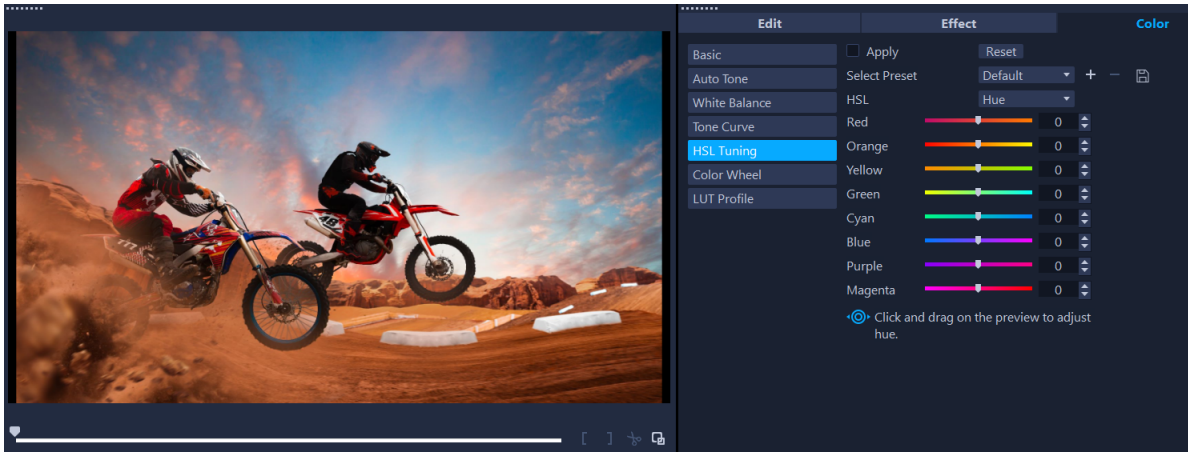 Edit Effect Color
Basic
Auto Tone
White Balance
Tone Curve
HSL Tuning
Color Wheel
LUT Profile
Apply Reset
Select Preset Default
HSL Hue
Red 0
Orange 0
Yellow 0
Green 0
Cyan 0
Blue 0
Purple 0
Magenta 0
Click and drag on the preview to adjust
hue.
48